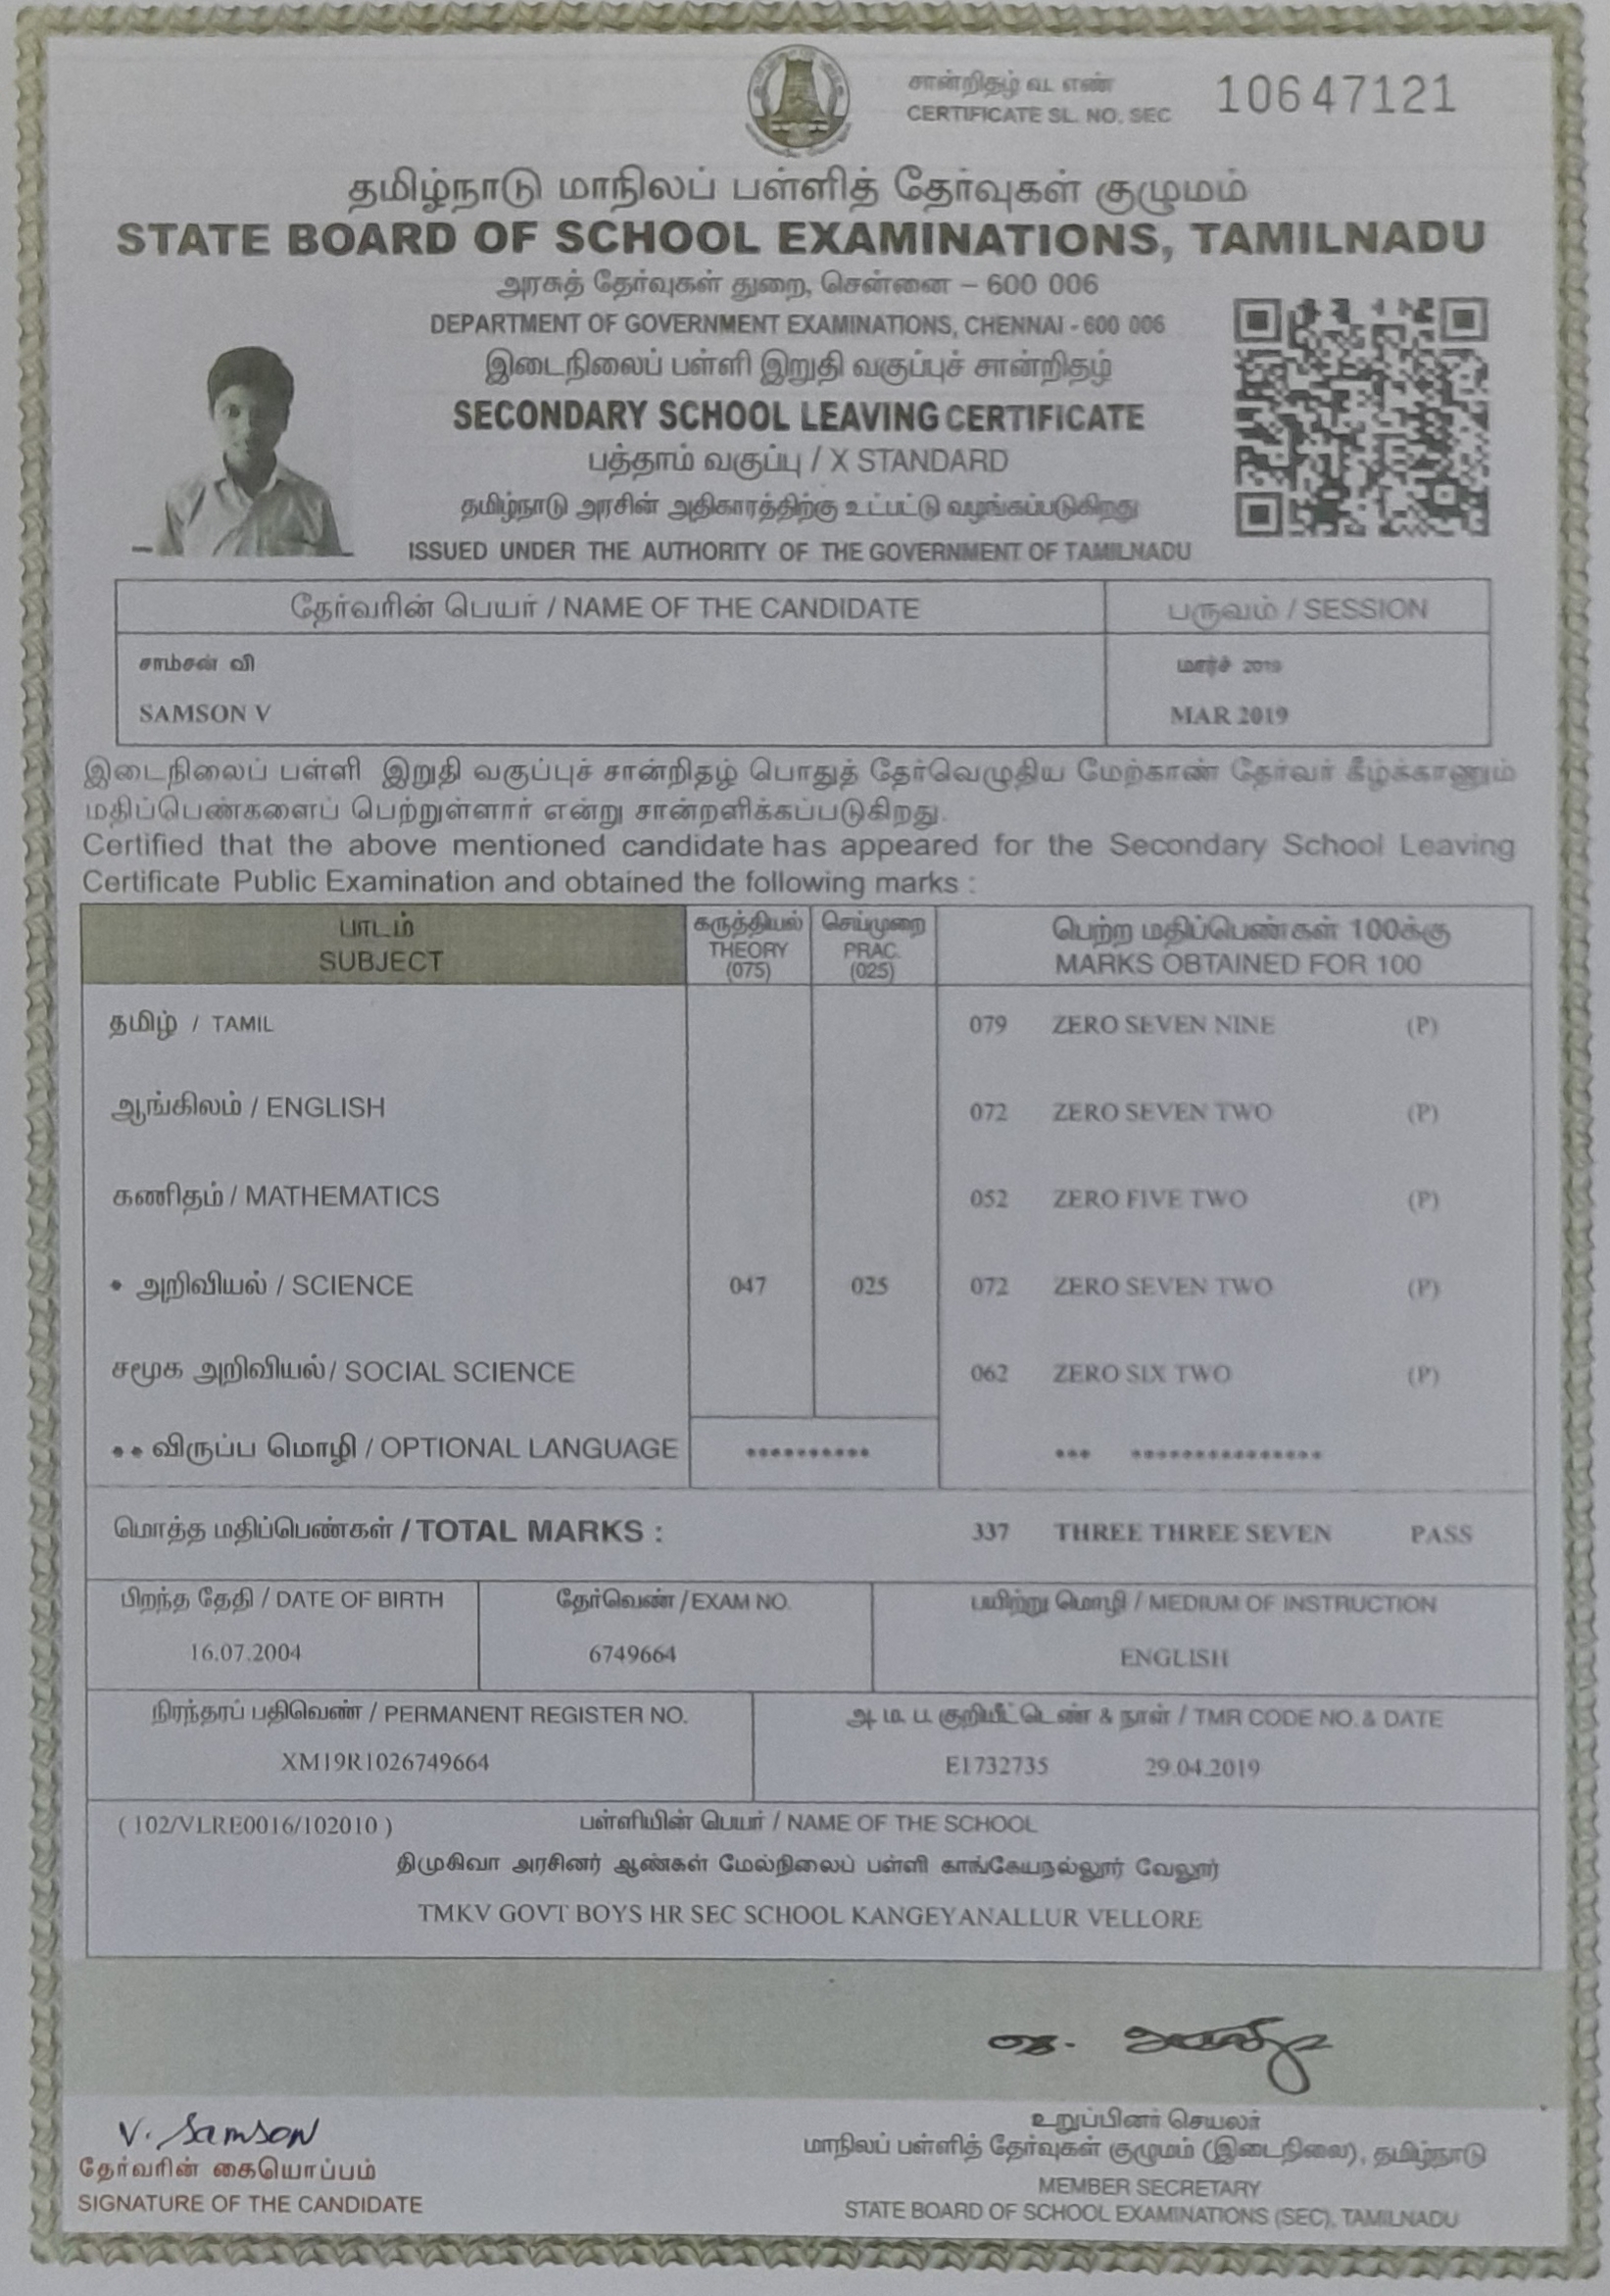 சான்றிதழ் வ. எண்
CERTIFICATE SL. NO. SEC 10647121
தமிழ்நாடு மாநிலப் பள்ளித் தேர்வுகள் குழுமம்
STATE BOARD OF SCHOOL EXAMINATIONS, TAMILNADU
அரசுத் தேர்வுகள் துறை, சென்னை – 600 006
DEPARTMENT OF GOVERNMENT EXAMINATIONS, CHENNAI - 600 006
இடைநிலைப் பள்ளி இறுதி வகுப்புச் சான்றிதழ்
SECONDARY SCHOOL LEAVING CERTIFICATE
பத்தாம் வகுப்பு / X STANDARD
தமிழ்நாடு அரசின் அதிகாரத்திற்கு உட்பட்டு வழங்கப்படுகிறது
ISSUED UNDER THE AUTHORITY OF THE GOVERNMENT OF TAMILNADU
தேர்வரின் பெயர் / NAME OF THE CANDIDATE பருவம் / SESSION
சாம்சன் வி மார்ச் 2019
SAMSON V MAR 2019
இடைநிலைப் பள்ளி இறுதி வகுப்புச் சான்றிதழ் பொதுத் தேர்வெழுதிய மேற்காண் தேர்வர் கீழ்க்காணும்
மதிப்பெண்களைப் பெற்றுள்ளார் என்று சான்றளிக்கப்படுகிறது.
Certified that the above mentioned candidate has appeared for the Secondary School Leaving
Certificate Public Examination and obtained the following marks :
பாடம் கருத்தியல் செய்முறை பெற்ற மதிப்பெண்கள் 100க்கு
SUBJECT THEORY PRAC. MARKS OBTAINED FOR 100
(075) (025)
தமிழ் / TAMIL 079 ZERO SEVEN NINE (P)
ஆங்கிலம் / ENGLISH 072 ZERO SEVEN TWO (P)
கணிதம் / MATHEMATICS 052 ZERO FIVE TWO (P)
* அறிவியல் / SCIENCE 047 025 072 ZERO SEVEN TWO (P)
சமூக அறிவியல் / SOCIAL SCIENCE 062 ZERO SIX TWO (P)
** விருப்ப மொழி / OPTIONAL LANGUAGE ********** *** ***************
மொத்த மதிப்பெண்கள் / TOTAL MARKS : 337 THREE THREE SEVEN PASS
பிறந்த தேதி / DATE OF BIRTH தேர்வெண் / EXAM NO. பயிற்று மொழி / MEDIUM OF INSTRUCTION
16.07.2004 6749664 ENGLISH
நிரந்தரப் பதிவெண் / PERMANENT REGISTER NO. அ. ம. ப. குறியீட்டெண் & நாள் / TMR CODE NO. & DATE
XM19R1026749664 E1732735 29.04.2019
( 102/VLRE0016/102010 ) பள்ளியின் பெயர் / NAME OF THE SCHOOL
திமுகிவா அரசினர் ஆண்கள் மேல்நிலைப் பள்ளி காங்கேயநல்லூர் வேலூர்
TMKV GOVT BOYS HR SEC SCHOOL KANGEYANALLUR VELLORE
V. Samson
தேர்வரின் கையொப்பம்
SIGNATURE OF THE CANDIDATE
உறுப்பினர் செயலர்
மாநிலப் பள்ளித் தேர்வுகள் குழுமம் (இடைநிலை), தமிழ்நாடு
MEMBER SECRETARY
STATE BOARD OF SCHOOL EXAMINATIONS (SEC), TAMILNADU